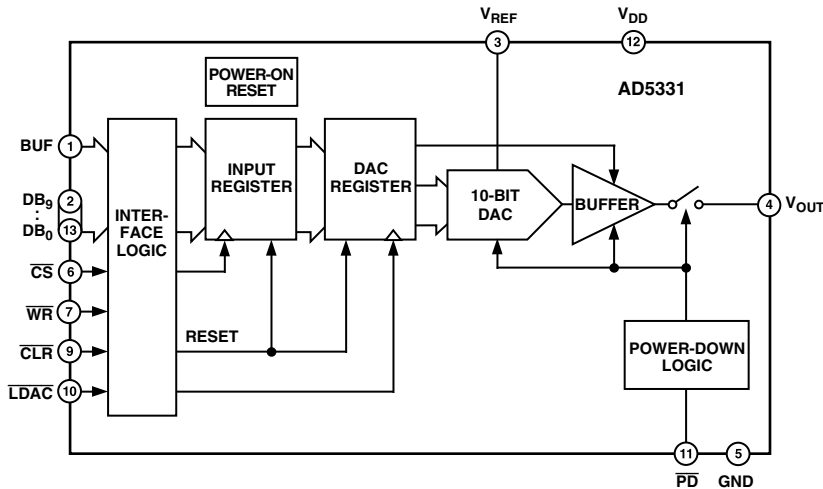 VREF
VDD
3
12
POWER-ON
RESET
AD5331
BUF
1
INPUT
REGISTER
DAC
REGISTER
DB9
:
DB0
2
13
INTER-
FACE
LOGIC
10-BIT
DAC
BUFFER
4
VOUT
CS
6
WR
7
RESET
CLR
9
POWER-DOWN
LOGIC
LDAC
10
11
5
PD
GND